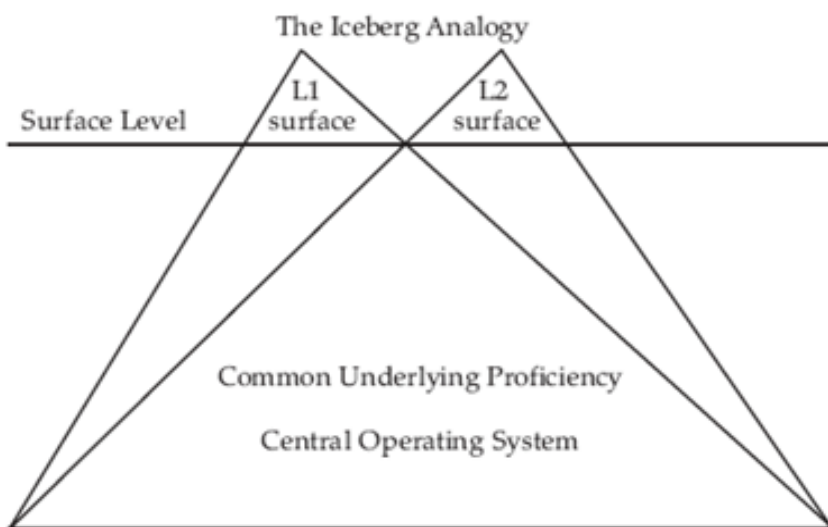 The Iceberg Analogy
L1
surface
L2
surface
Surface Level
Common Underlying Proficiency
Central Operating System